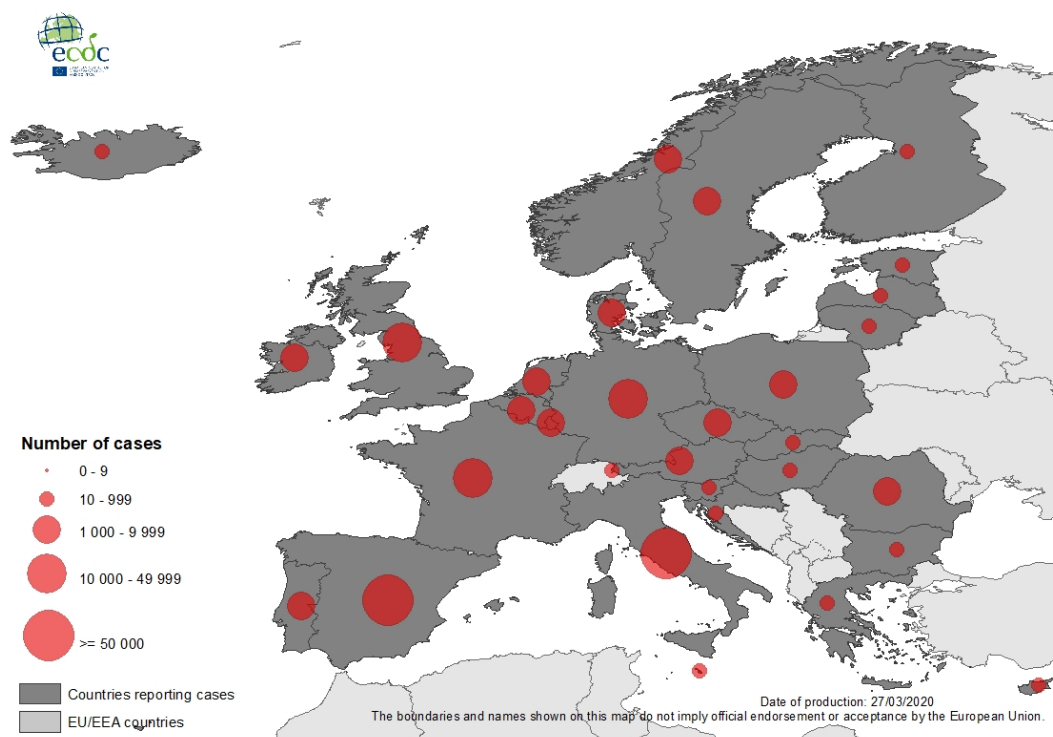 ecdc
Number of cases
0 - 9
10 - 999
1 000 - 9 999
10 000 - 49 999
>= 50 000
Countries reporting cases
EU/EEA countries
Date of production: 27/03/2020
The boundaries and names shown on this map do not imply official endorsement or acceptance by the European Union.